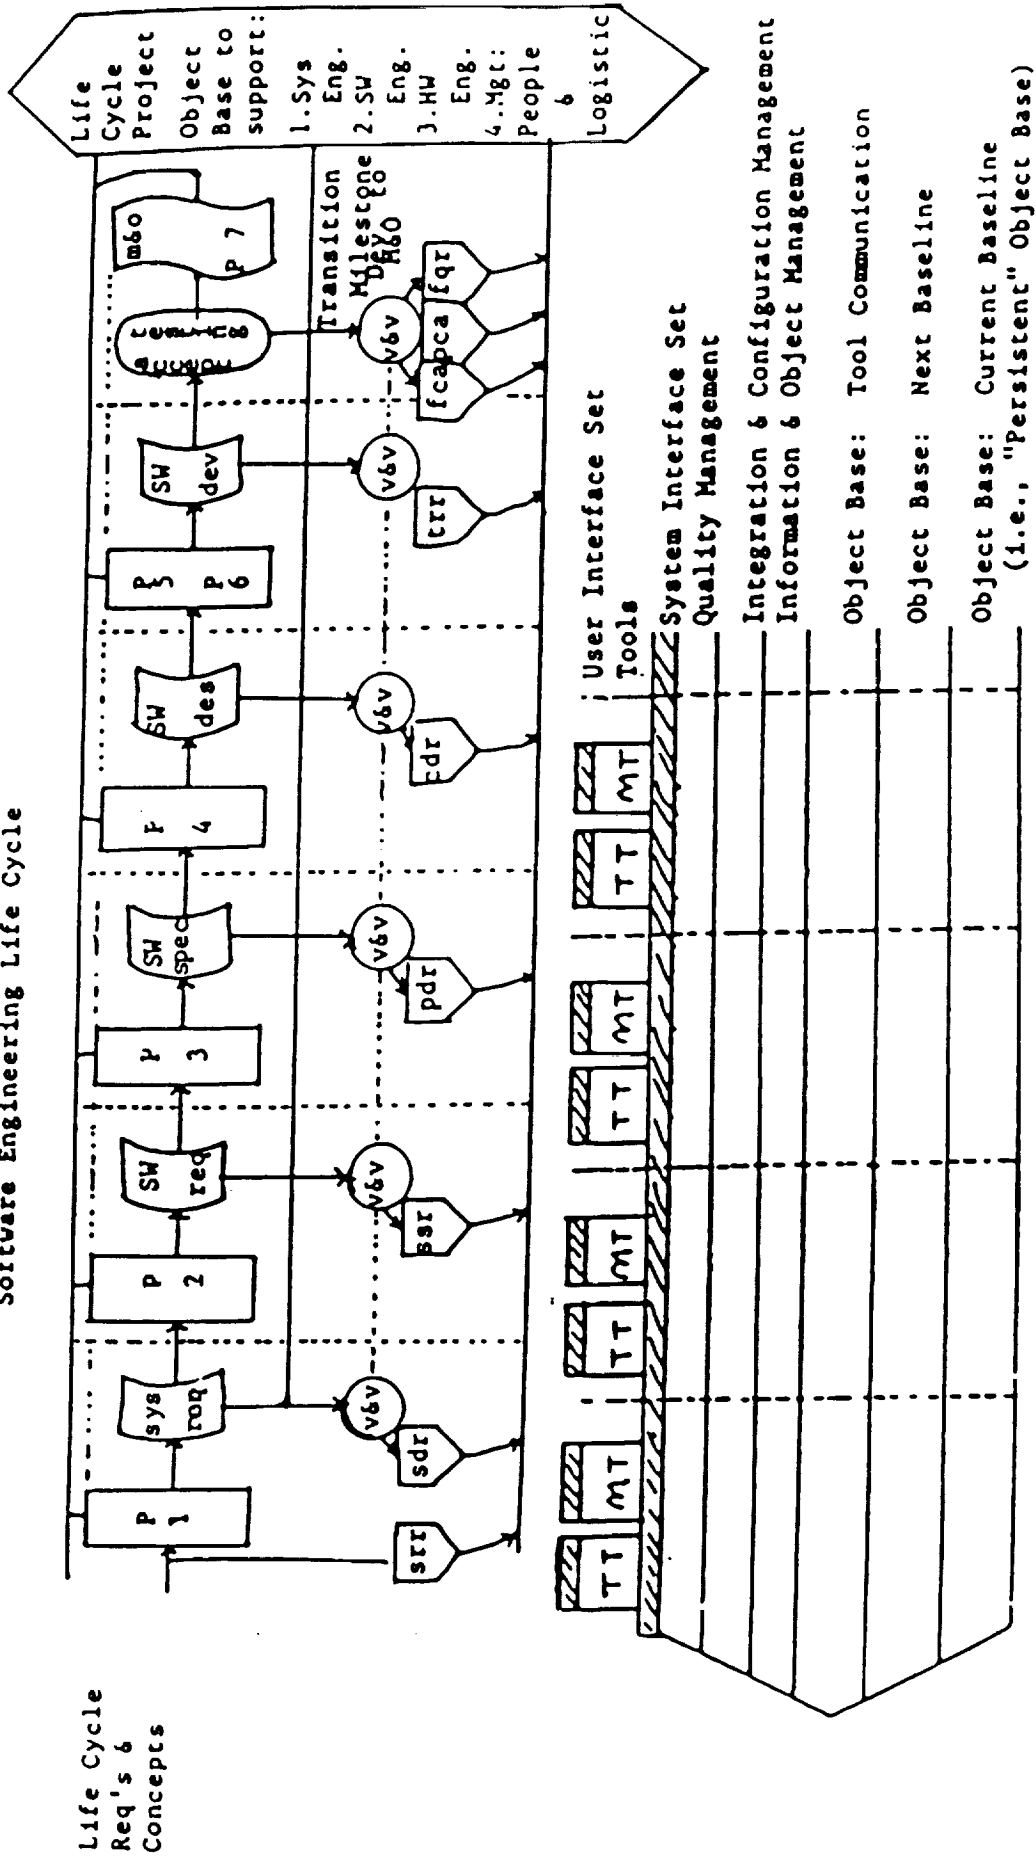 Software Engineering Life Cycle
Life Cycle
Req's &
Concepts
P
1
sys
roq
P
2
SW
req
P
3
SW
spec
P
4
SW
des
P
5
P
6
SW
dev
accept
testing
m&o
P 7
Life
Cycle
Project
Object
Base to
support:
1.Sys
Eng.
2.SW
Eng.
3.HW
Eng.
4.Mgt:
People
&
Logistic
Transition
Milestone
Dev to
M&O
v&v
v&v
v&v
v&v
v&v
v&v
srr
sdr
ssr
pdr
cdr
trr
fca
pca
fqr
TT
MT
TT
MT
TT
MT
TT
MT
User Interface Set
Tools
System Interface Set
Quality Management
Integration & Configuration Management
Information & Object Management
Object Base: Tool Communication
Object Base: Next Baseline
Object Base: Current Baseline
(i.e., "Persistent" Object Base)